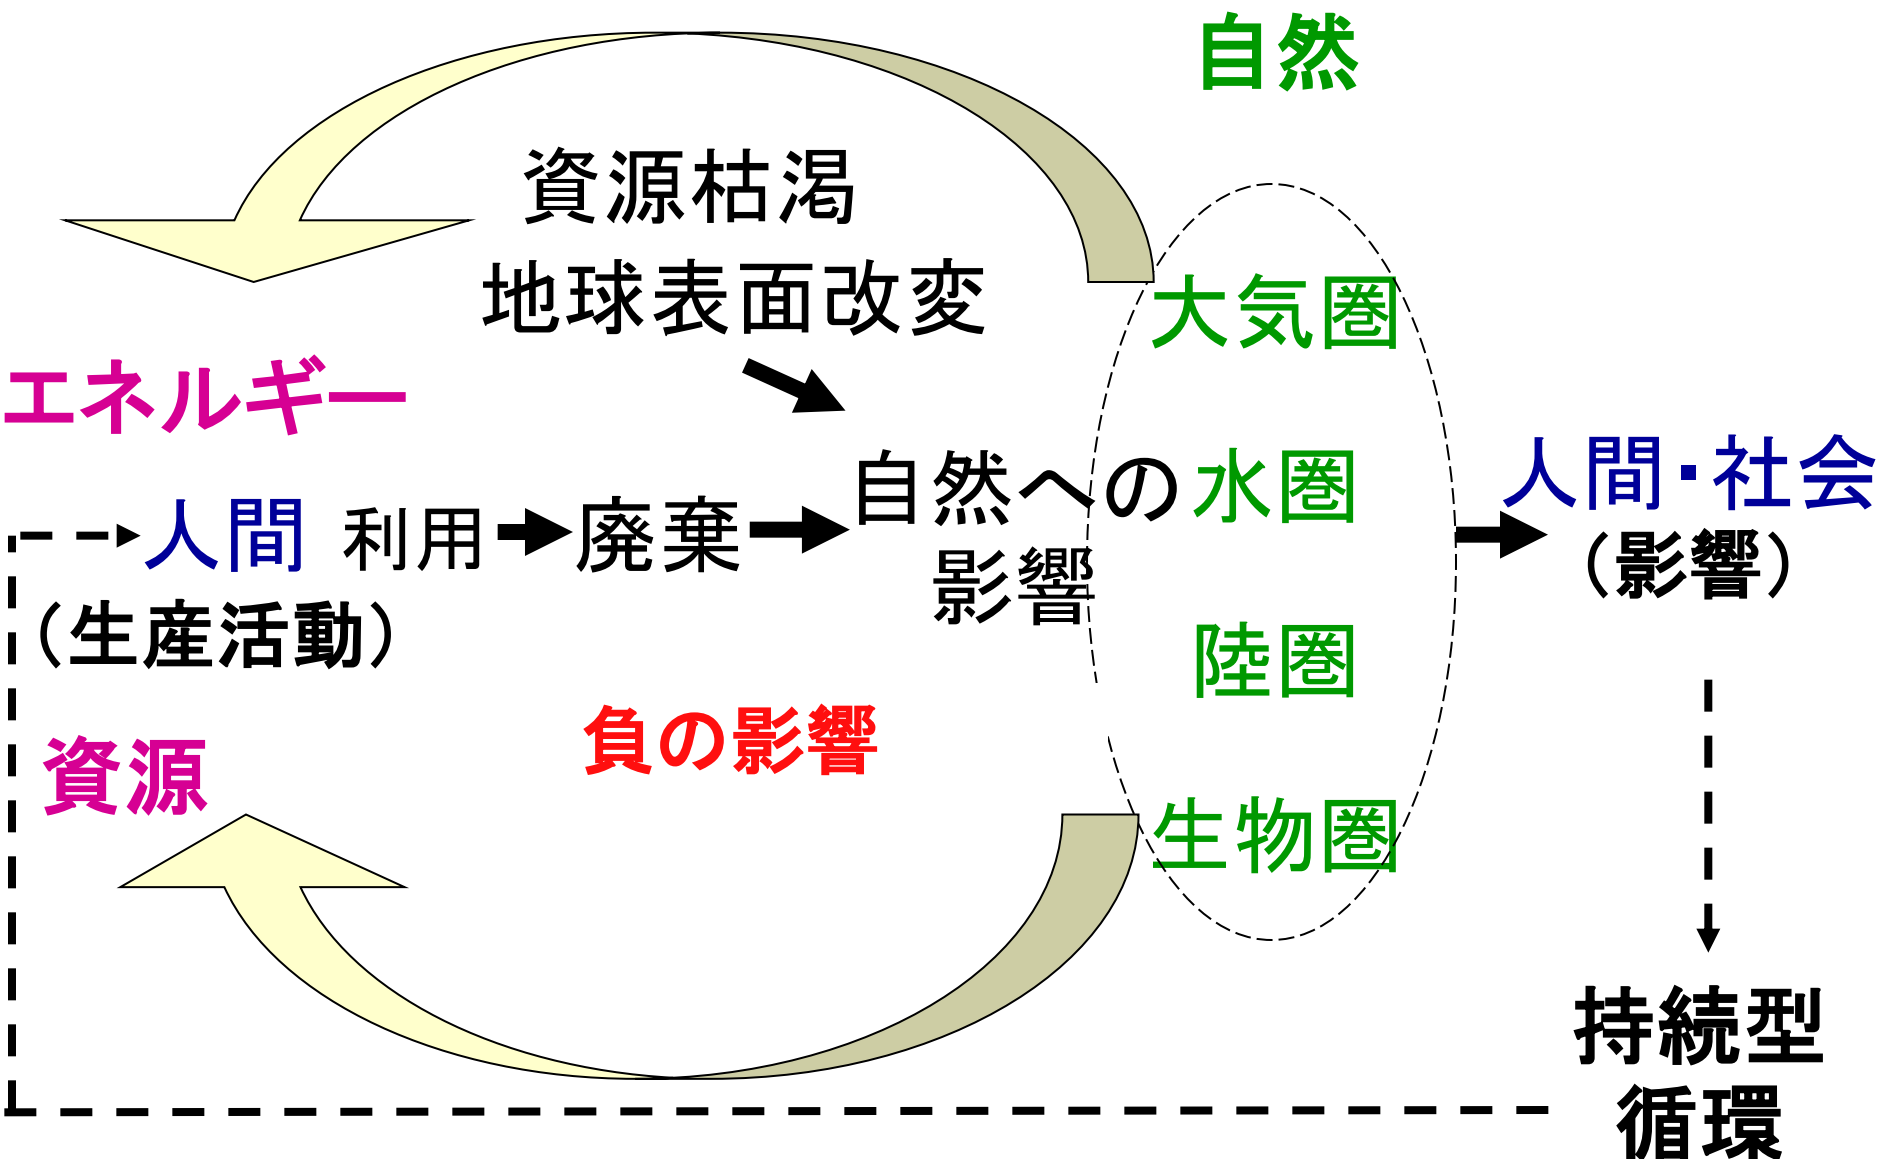 自然
資源枯渇
地球表面改変
大気圏
エネルギー
自然への
影響
水圏
人間・社会
（影響）
人間 利用
廃棄
（生産活動）
陸圏
負の影響
資源
生物圏
持続型
循環